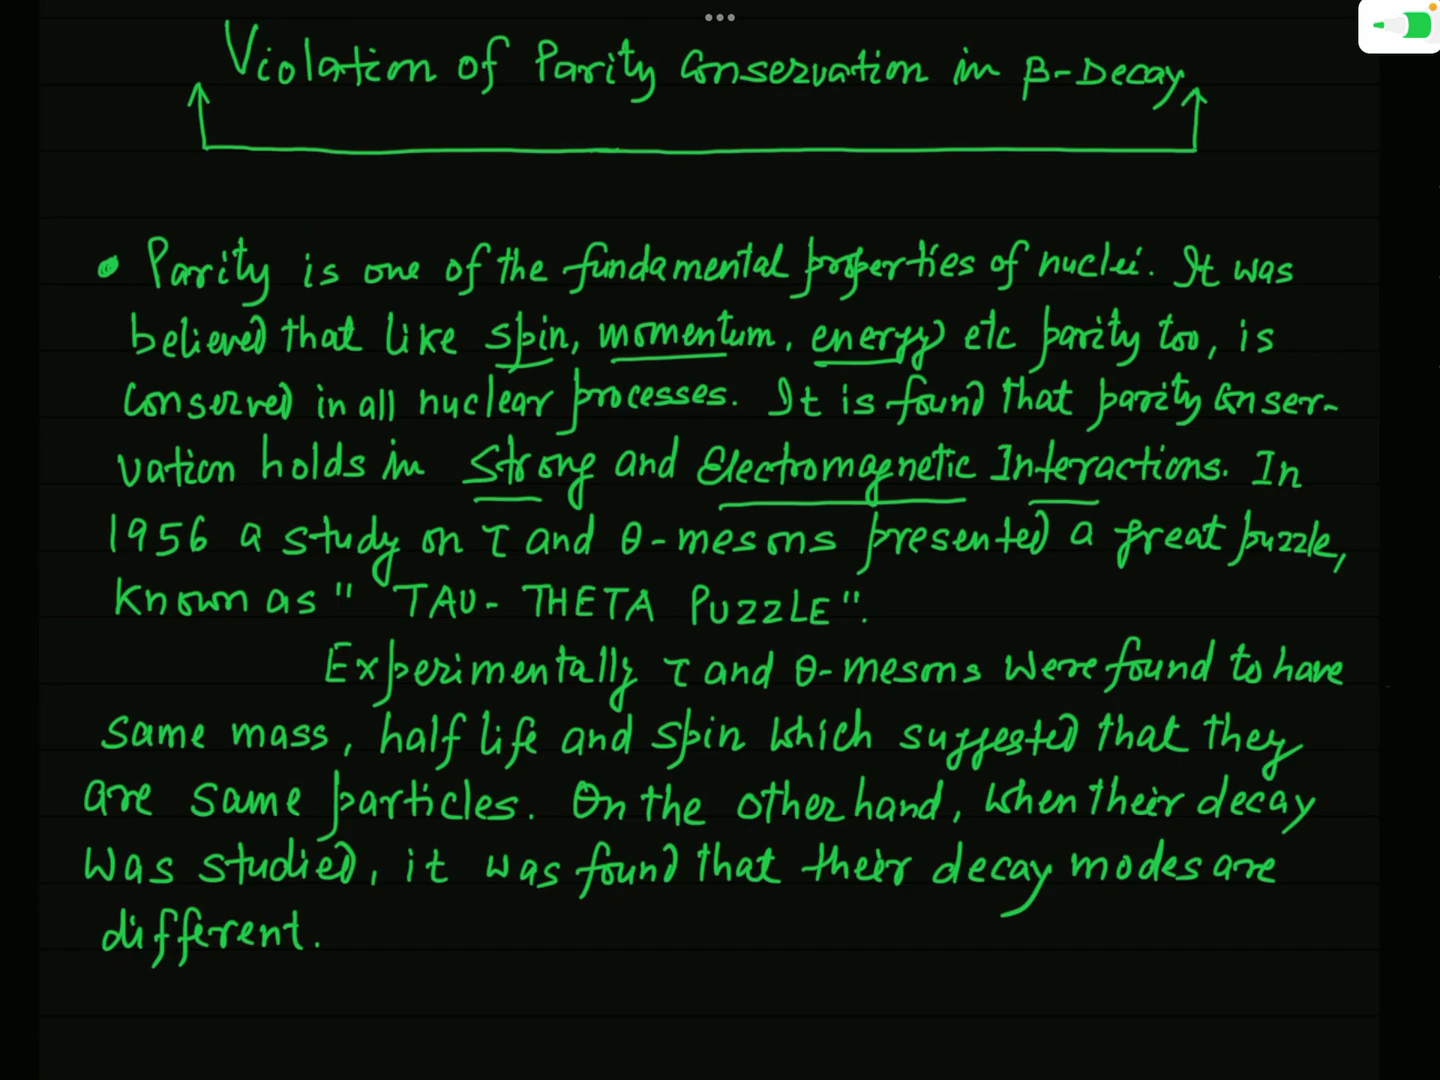 Violation of Parity Conservation in β-Decay
• Parity is one of the fundamental properties of nuclei. It was
believed that like spin, momentum, energy etc parity too, is
Conserved in all nuclear processes. It is found that parity Conser-
vation holds in Strong and Electromagnetic Interactions. In
1956 a study on τ and θ-mesons presented a great puzzle,
Known as " TAU- THETA PUZZLE".
Experimentally τ and θ-mesons were found to have
Same mass, half life and spin which suggested that they
are same particles. On the other hand, when their decay
was studied, it was found that their decay modes are
different.